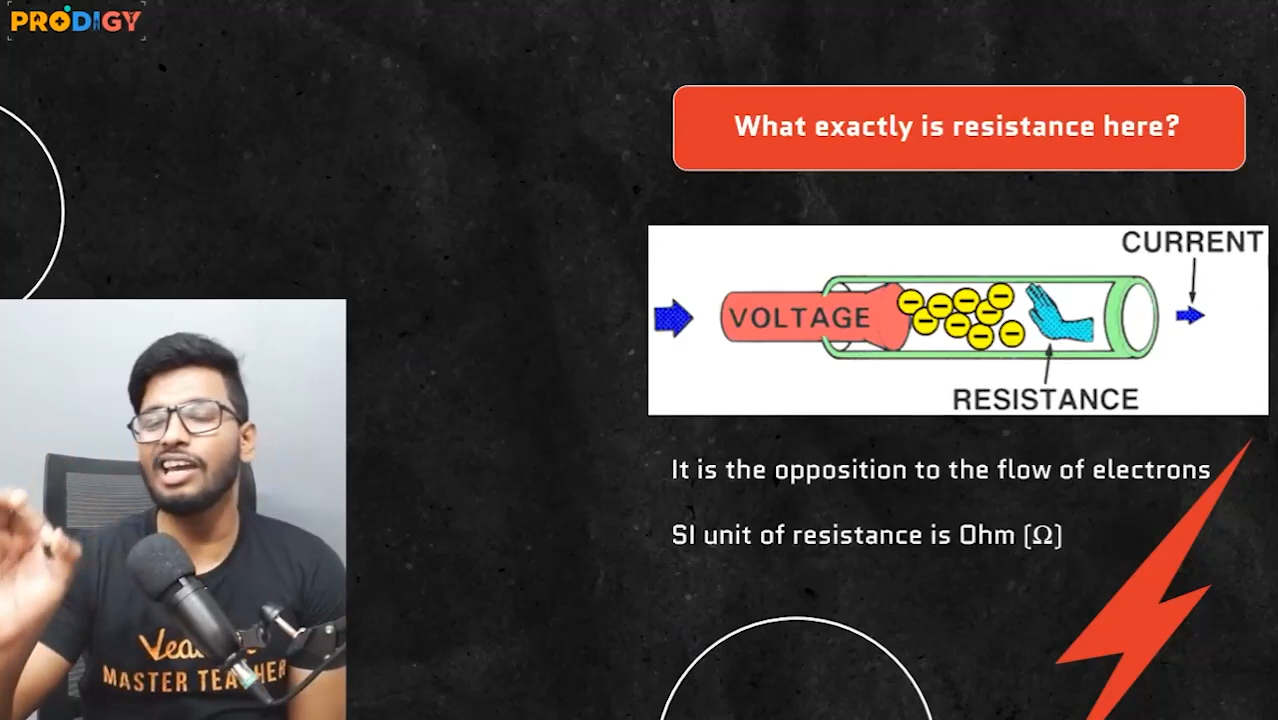 PRODIGY
What exactly is resistance here?
CURRENT
VOLTAGE
RESISTANCE
It is the opposition to the flow of electrons
SI unit of resistance is Ohm (Ω)
MASTER TEACHER